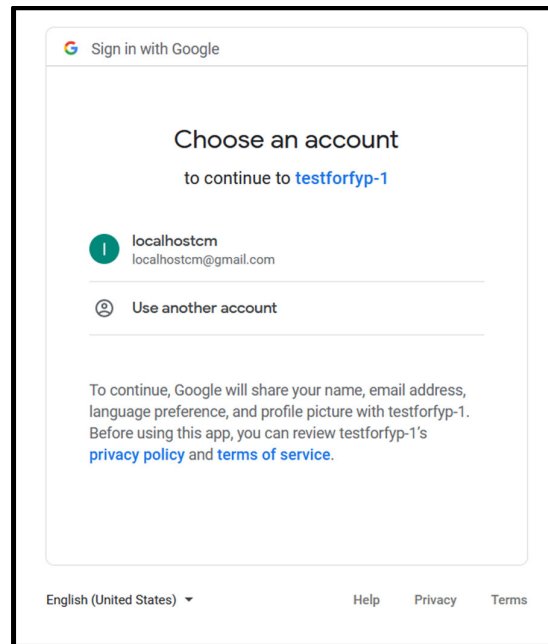 Sign in with Google
Choose an account
to continue to testforfyp-1
l
localhostcm
localhostcm@gmail.com
Use another account
To continue, Google will share your name, email address,
language preference, and profile picture with testforfyp-1.
Before using this app, you can review testforfyp-1's
privacy policy and terms of service.
English (United States)
Help Privacy Terms